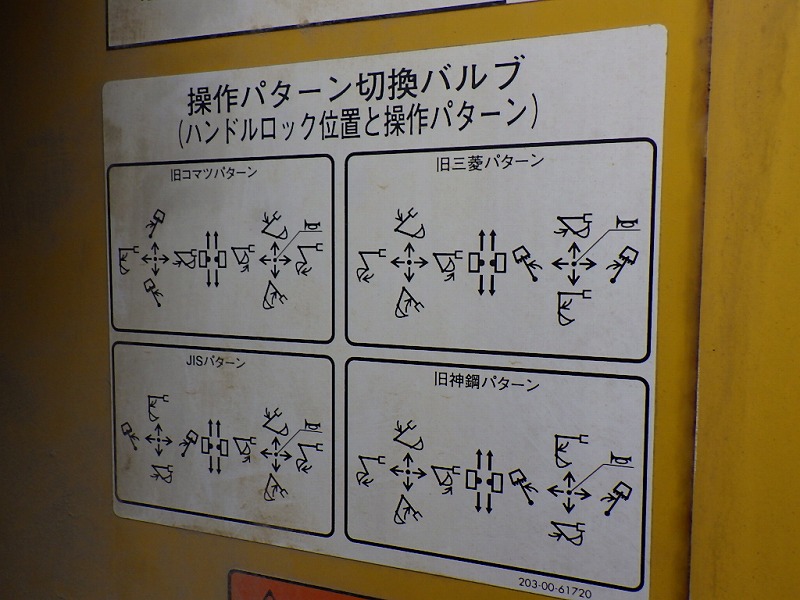 操作パターン切換バルブ
(ハンドルロック位置と操作パターン)
旧コマツパターン
旧三菱パターン
JISパターン
旧神鋼パターン
203-00-61720